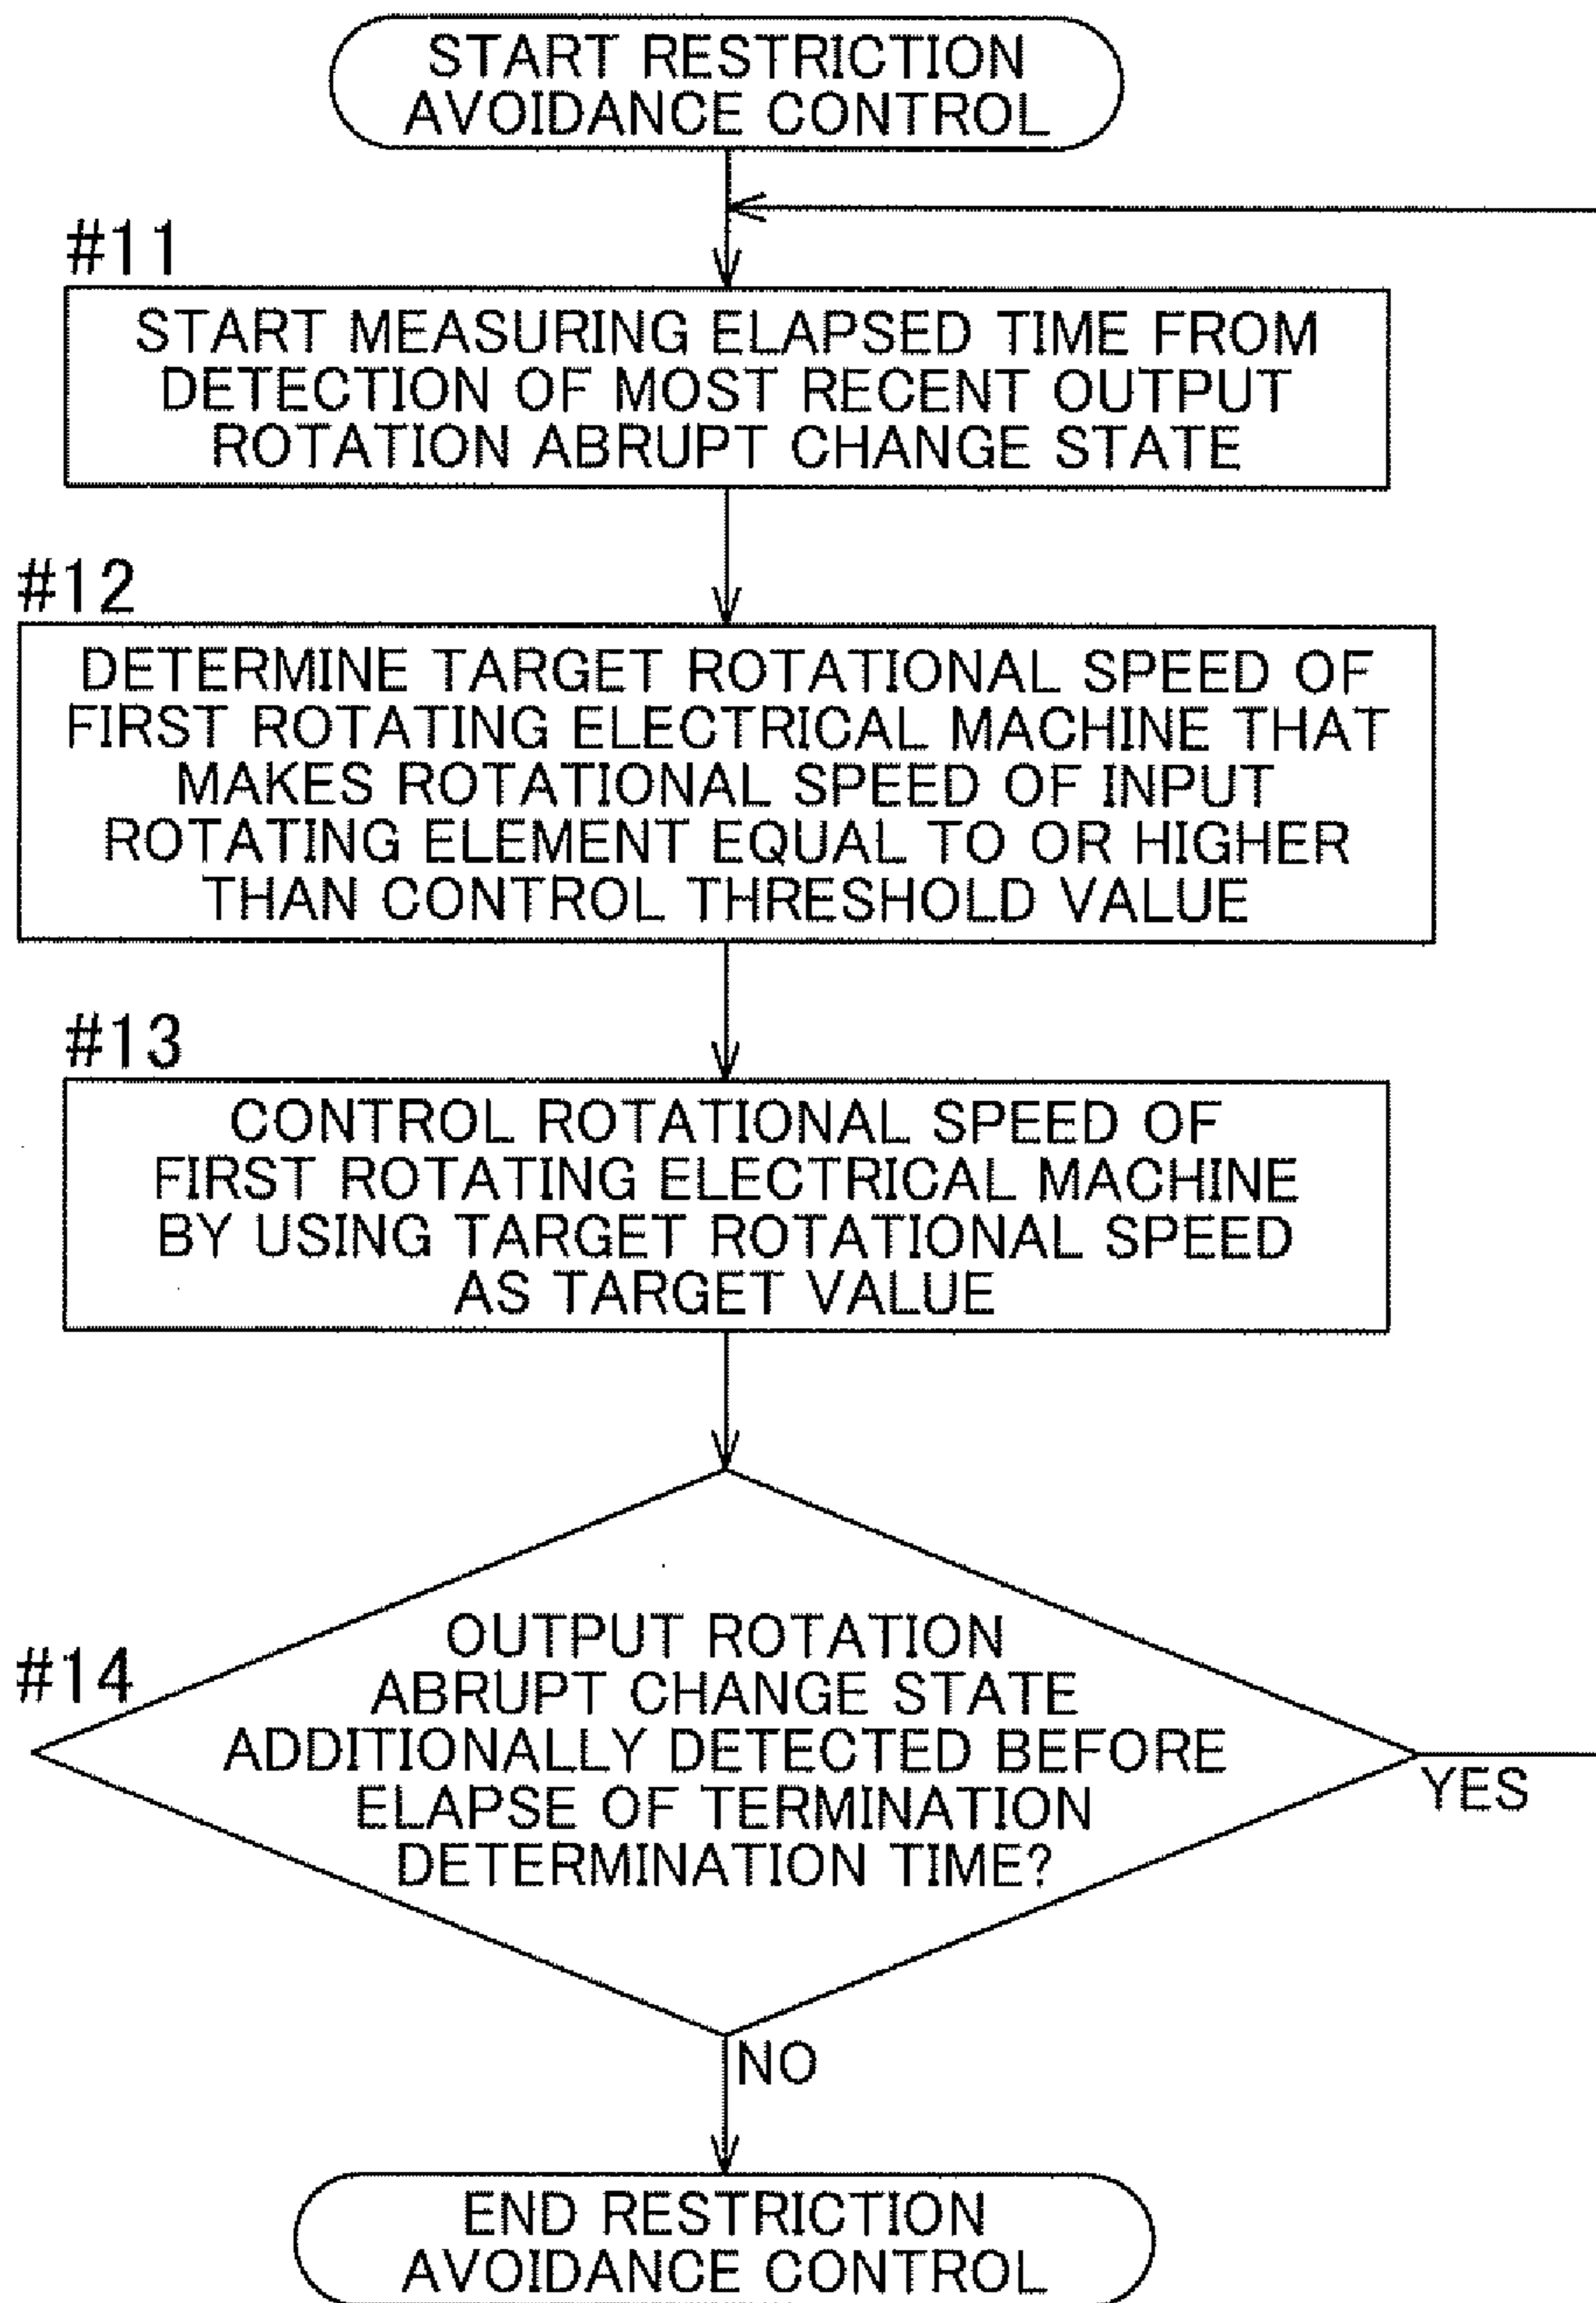 START RESTRICTION
AVOIDANCE CONTROL
#11
START MEASURING ELAPSED TIME FROM
DETECTION OF MOST RECENT OUTPUT
ROTATION ABRUPT CHANGE STATE
#12
DETERMINE TARGET ROTATIONAL SPEED OF
FIRST ROTATING ELECTRICAL MACHINE THAT
MAKES ROTATIONAL SPEED OF INPUT
ROTATING ELEMENT EQUAL TO OR HIGHER
THAN CONTROL THRESHOLD VALUE
#13
CONTROL ROTATIONAL SPEED OF
FIRST ROTATING ELECTRICAL MACHINE
BY USING TARGET ROTATIONAL SPEED
AS TARGET VALUE
#14
OUTPUT ROTATION
ABRUPT CHANGE STATE
ADDITIONALLY DETECTED BEFORE
ELAPSE OF TERMINATION
DETERMINATION TIME?
YES
NO
END RESTRICTION
AVOIDANCE CONTROL